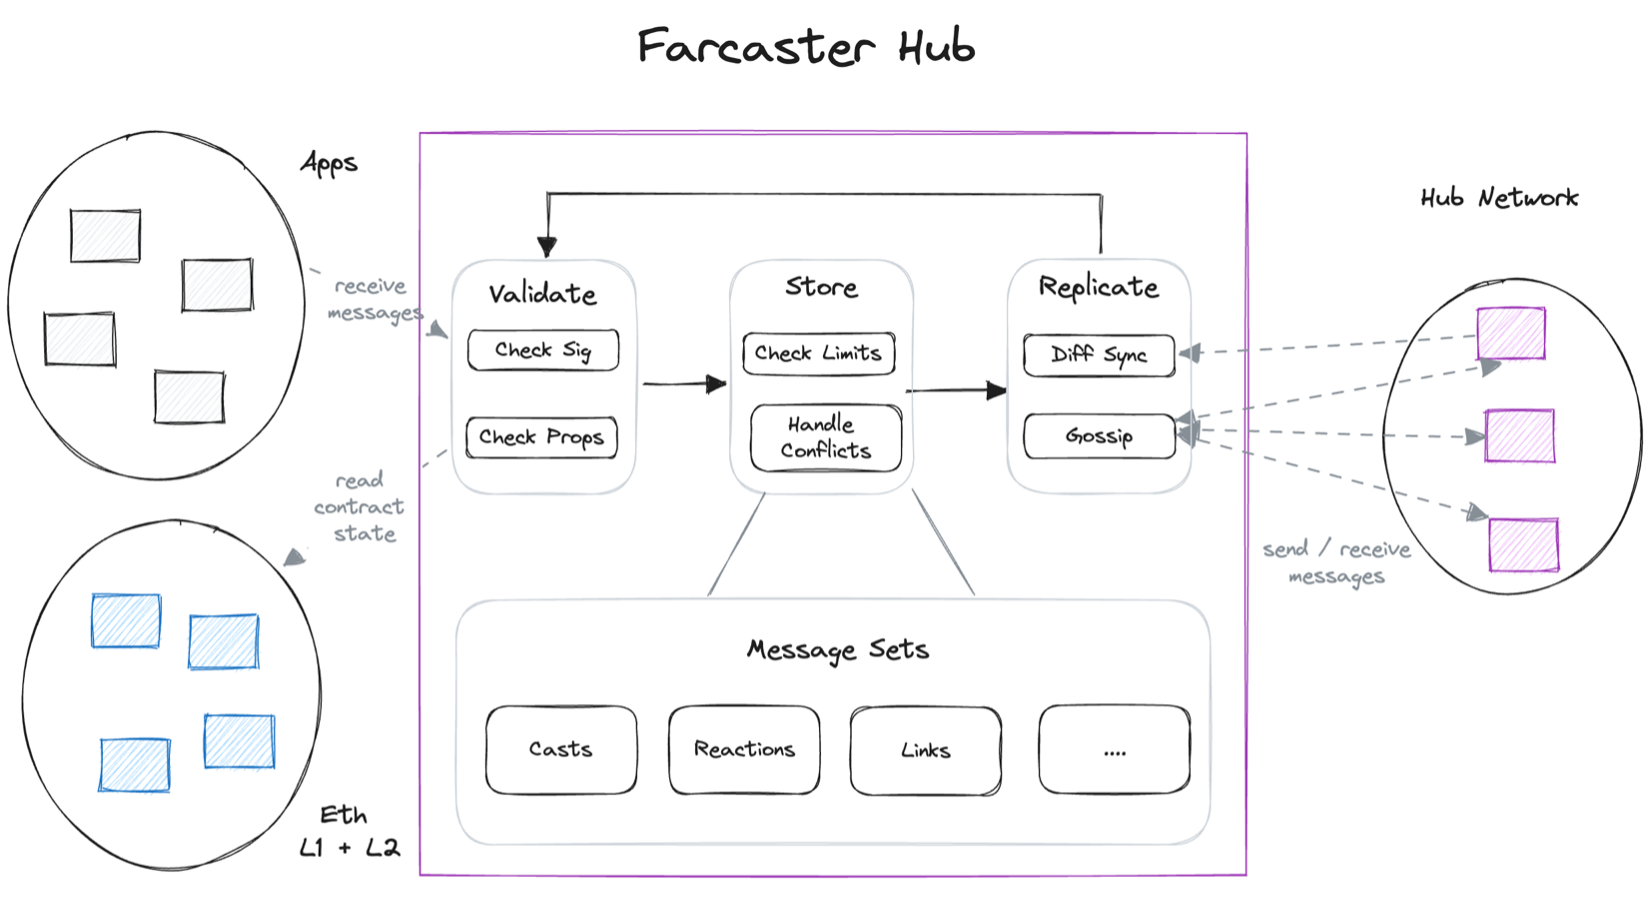 Farcaster Hub
Apps
Hub Network
receive
messages
Validate
Check Sig
Check Props
Store
Check Limits
Handle
Conflicts
Replicate
Diff Sync
Gossip
read
contract
state
send / receive
messages
Message Sets
Casts
Reactions
Links
....
Eth
L1 + L2